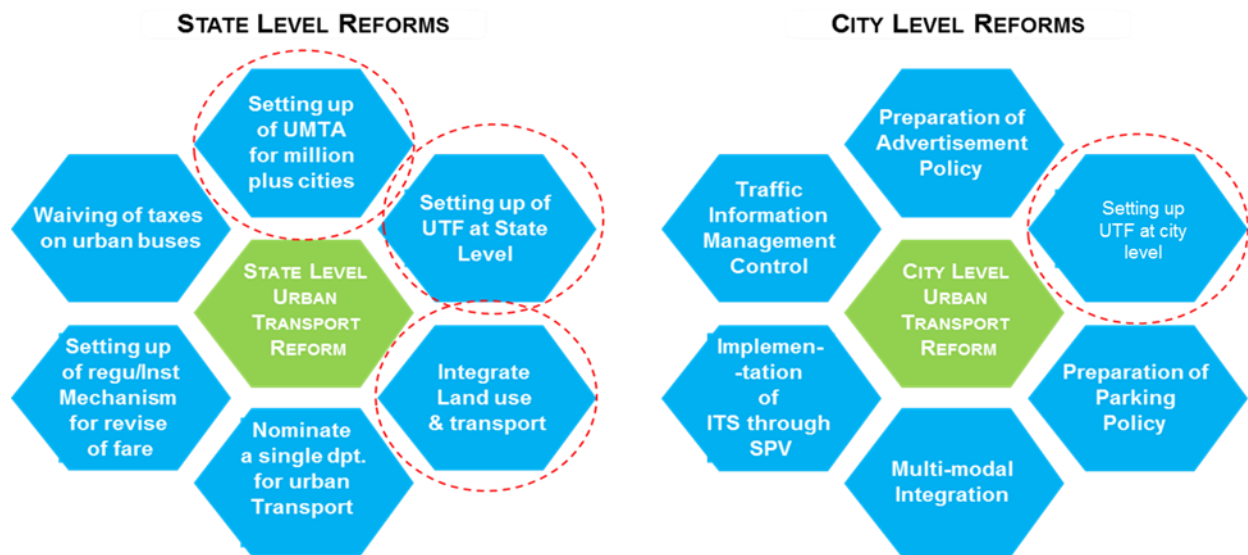 STATE LEVEL REFORMS
Setting up
of UMTA
for million
plus cities
Setting up of
UTF at State
Level
Integrate
Land use
& transport
Nominate
a single dpt.
for urban
Transport
Setting up
of regu/Inst
Mechanism
for revise
of fare
Waiving of taxes
on urban buses
STATE LEVEL
URBAN
TRANSPORT
REFORM
CITY LEVEL REFORMS
Preparation of
Advertisement
Policy
Setting up
UTF at city
level
Preparation of
Parking
Policy
Multi-modal
Integration
Implemen-
-tation
of
ITS through
SPV
Traffic
Information
Management
Control
CITY LEVEL
URBAN
TRANSPORT
REFORM